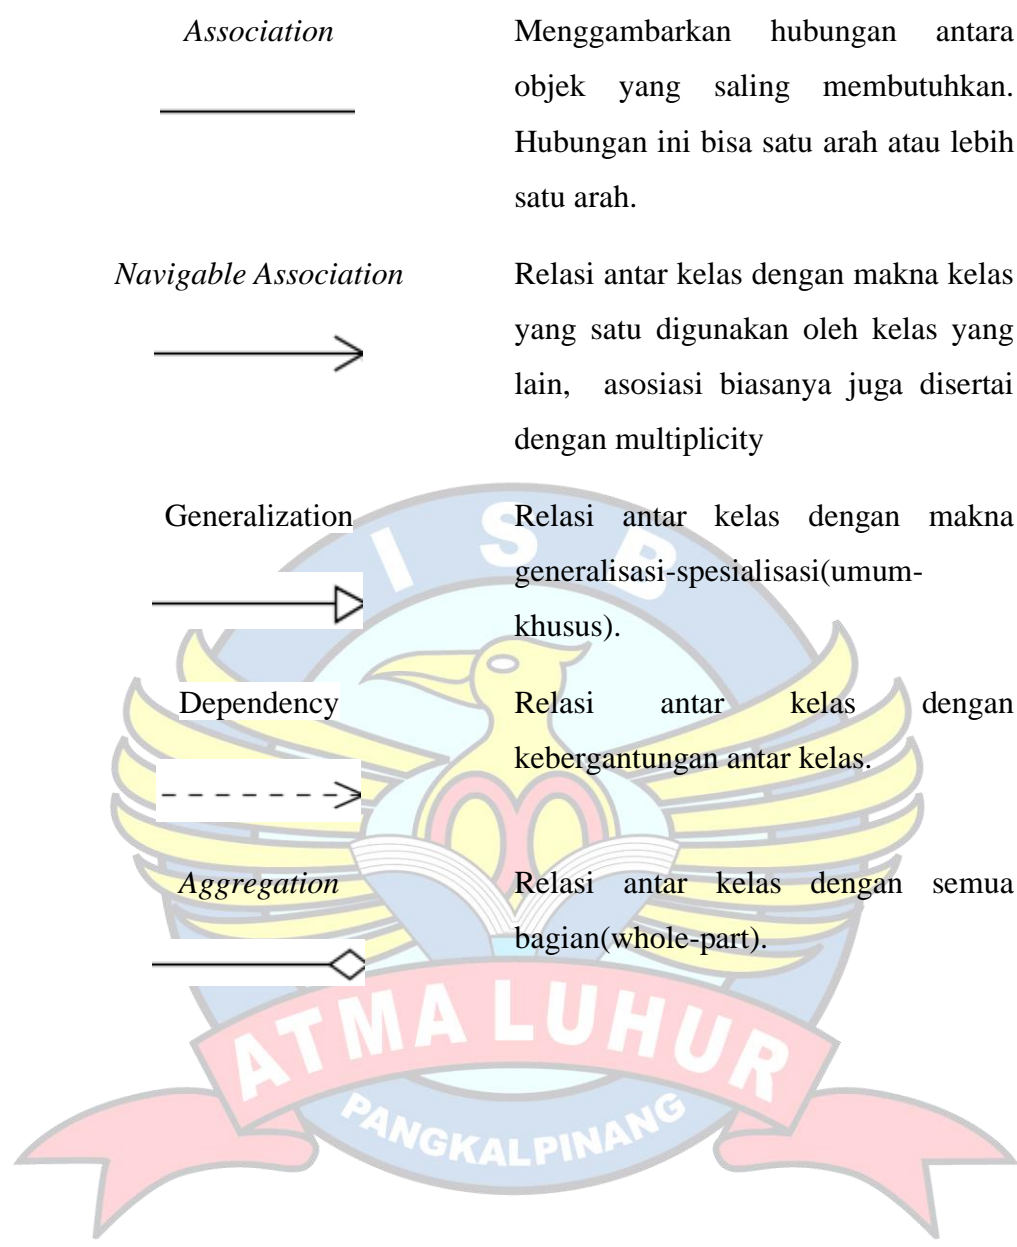 Association
Menggambarkan hubungan antara
objek yang saling membutuhkan.
Hubungan ini bisa satu arah atau lebih
satu arah.
Navigable Association
Relasi antar kelas dengan makna kelas
yang satu digunakan oleh kelas yang
lain, asosiasi biasanya juga disertai
dengan multiplicity
Generalization
Relasi antar kelas dengan makna
generalisasi-spesialisasi(umum-
khusus).
Dependency
Relasi antar kelas dengan
kebergantungan antar kelas.
Aggregation
Relasi antar kelas dengan semua
bagian(whole-part).
I S B
ATMA LUHUR
PANGKALPINANG